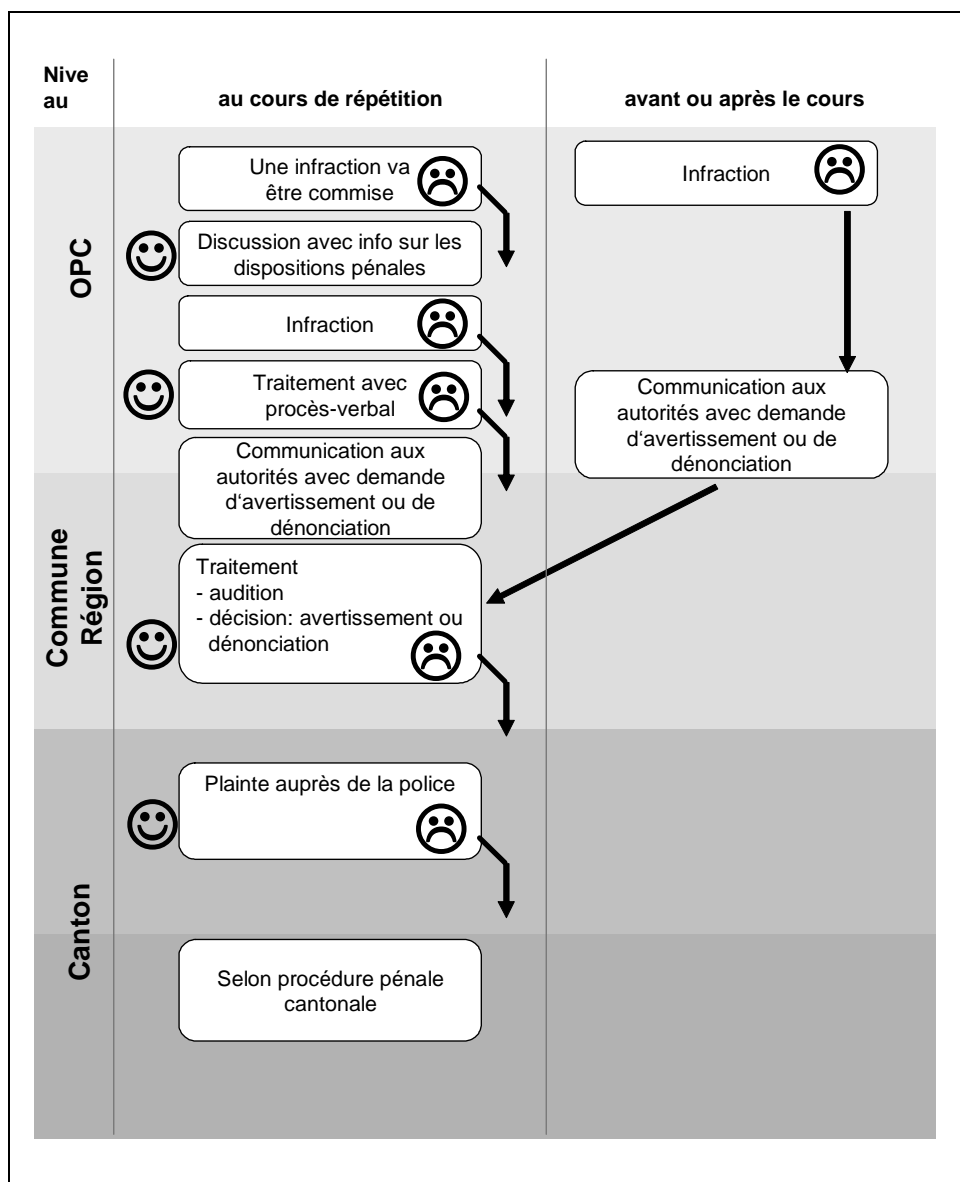 Nive
au
au cours de répétition
avant ou après le cours
OPC
Une infraction va
être commise
Infraction
Discussion avec info sur les
dispositions pénales
Infraction
Traitement avec
procès-verbal
Communication aux
autorités avec demande
d‘avertissement ou de
dénonciation
Communication aux
autorités avec demande
d‘avertissement ou de
dénonciation
Commune
Région
Traitement
- audition
- décision: avertissement ou
dénonciation
Canton
Plainte auprès de la police
Selon procédure pénale
cantonale